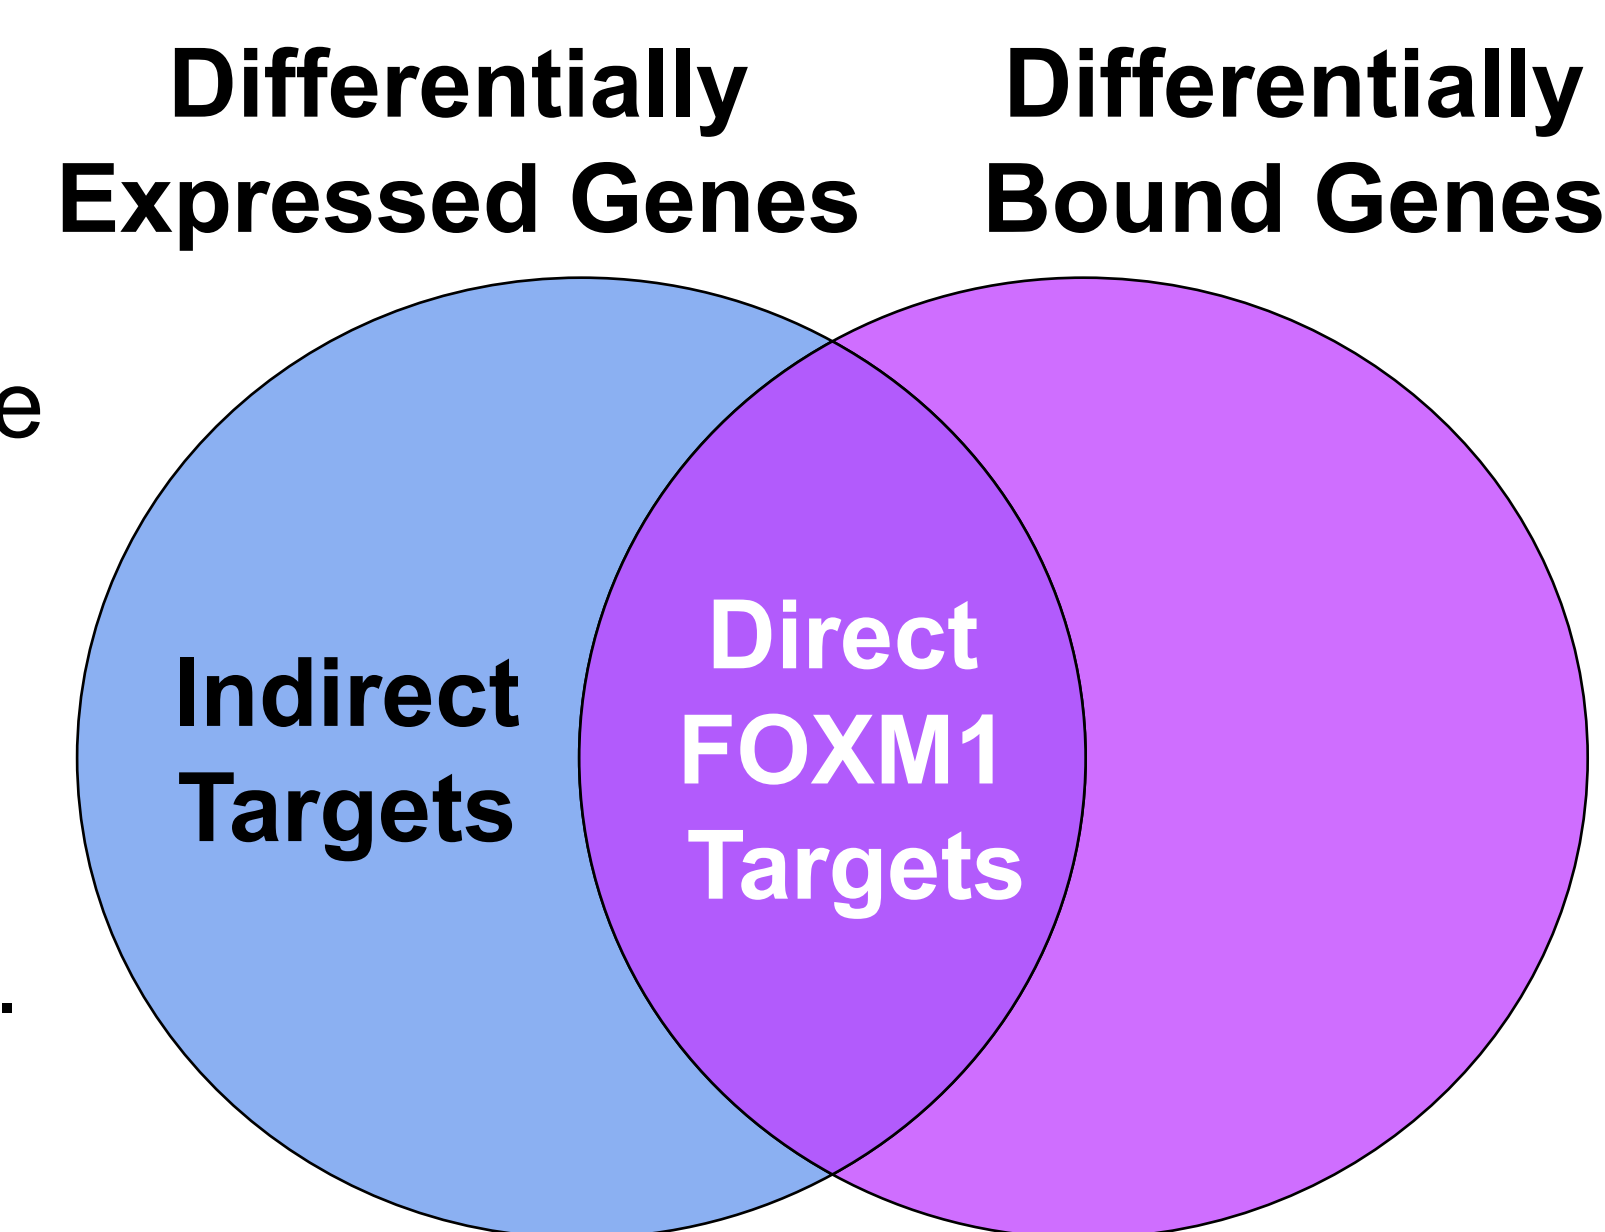 Differentially
Expressed Genes
Differentially
Bound Genes
e
Indirect
Targets
Direct
FOXM1
Targets
.